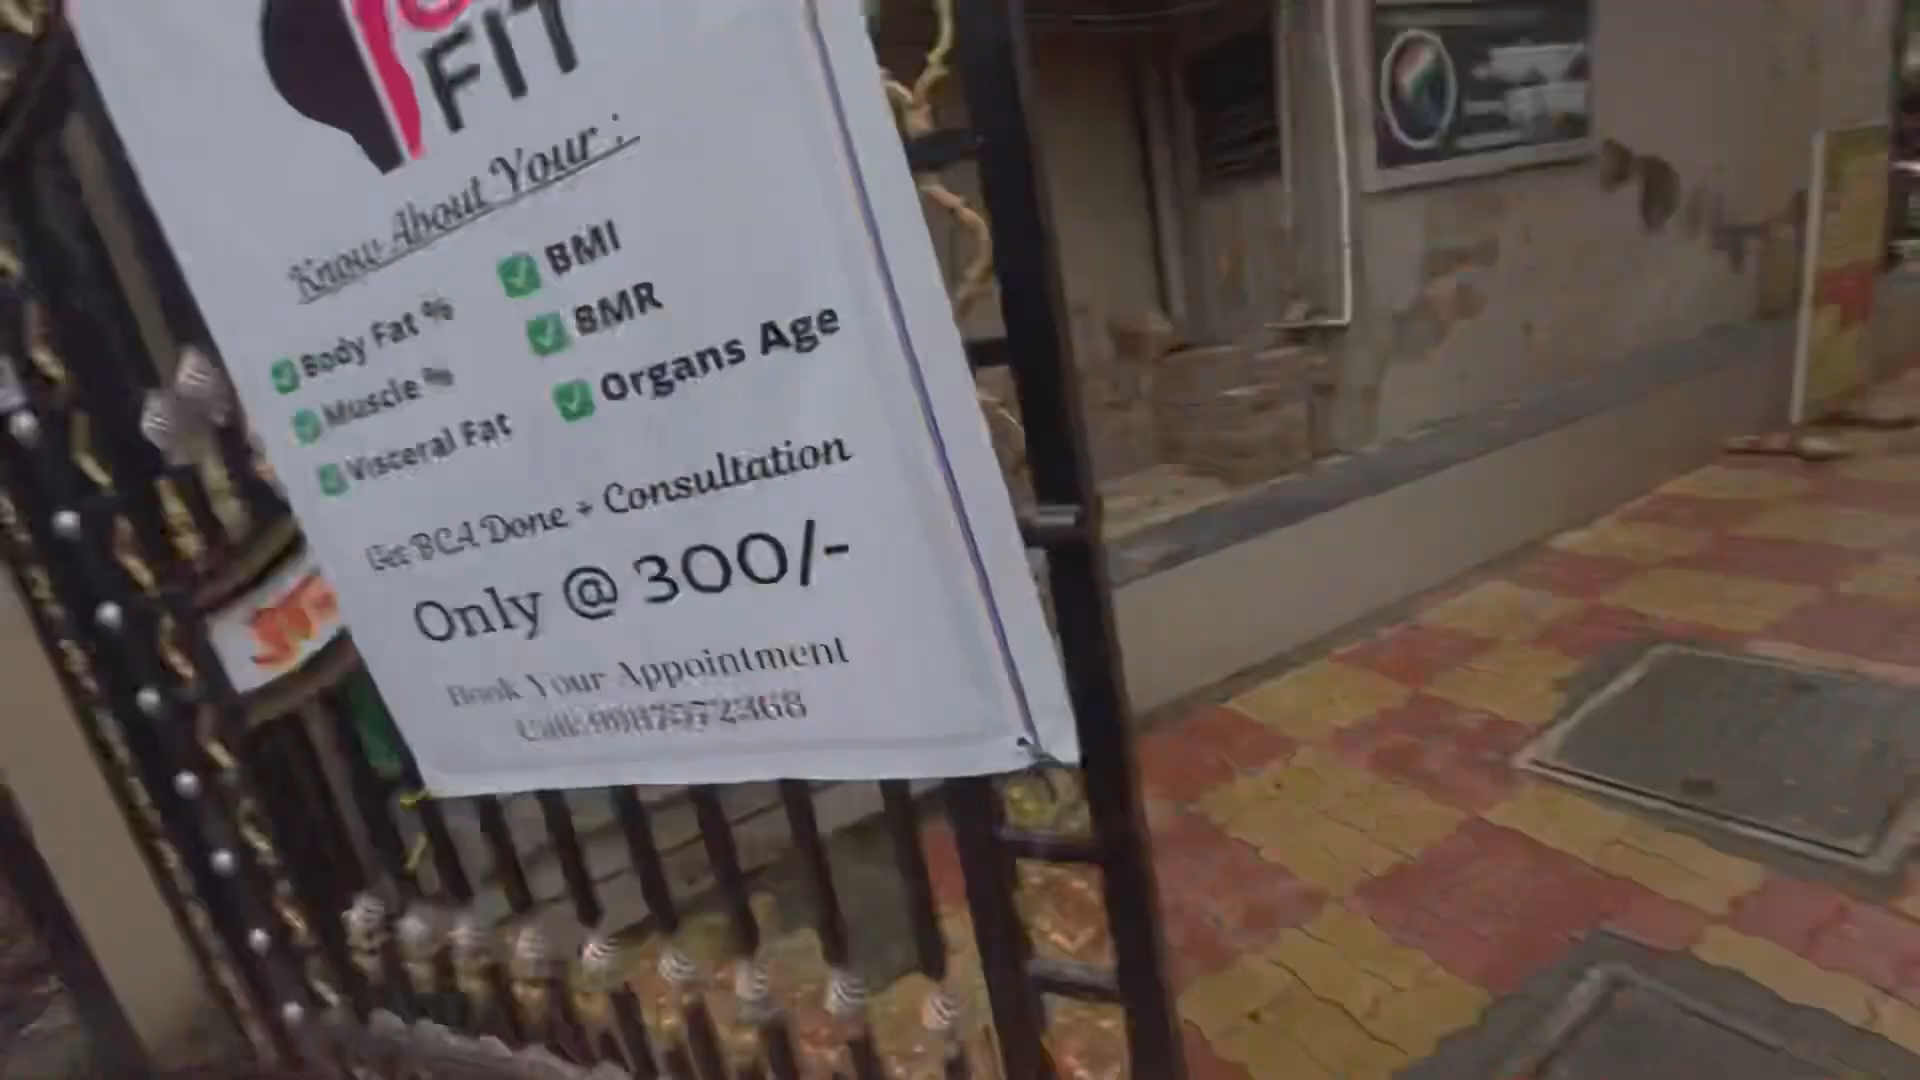 FIT
Know About Your :
✅ Body Fat %
✅ Muscle %
✅ Visceral Fat
✅ BMI
✅ BMR
✅ Organs Age
Get BCA Done + Consultation
Only @ 300/-
Book Your Appointment